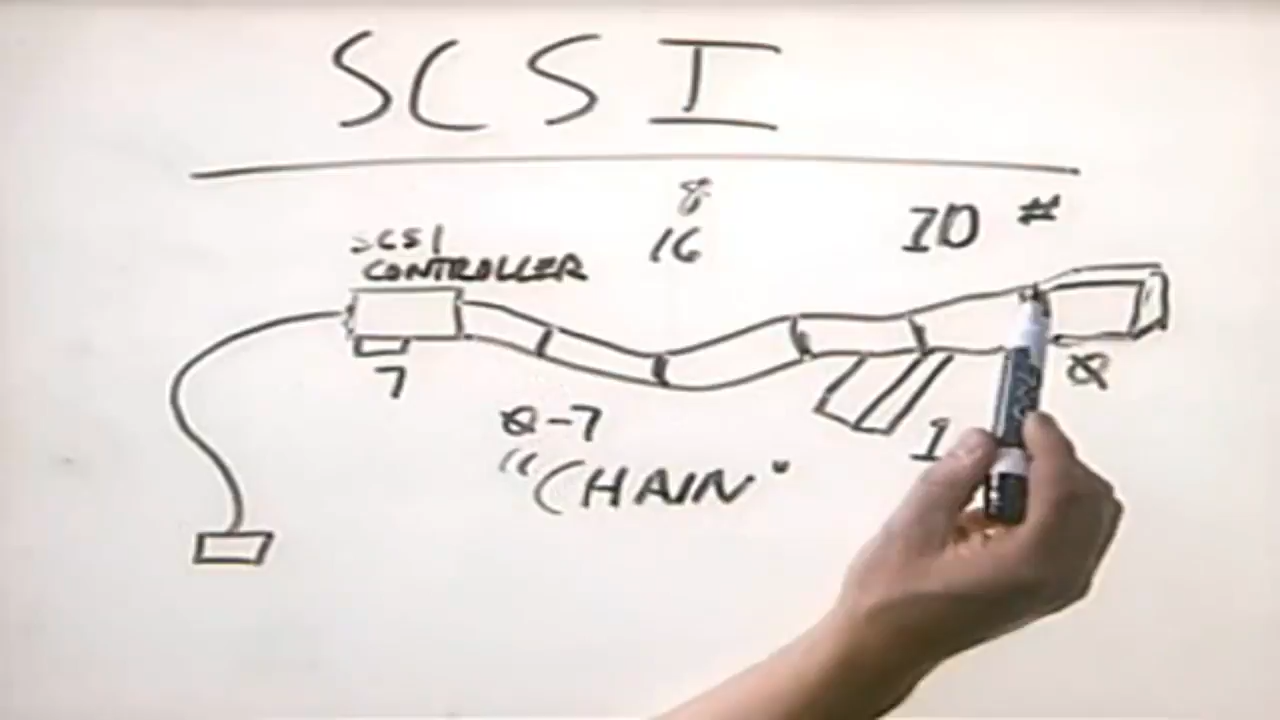 SCSI
8
16
ID #
SCSI
CONTROLLER
7
0
0-7
1
"CHAIN"